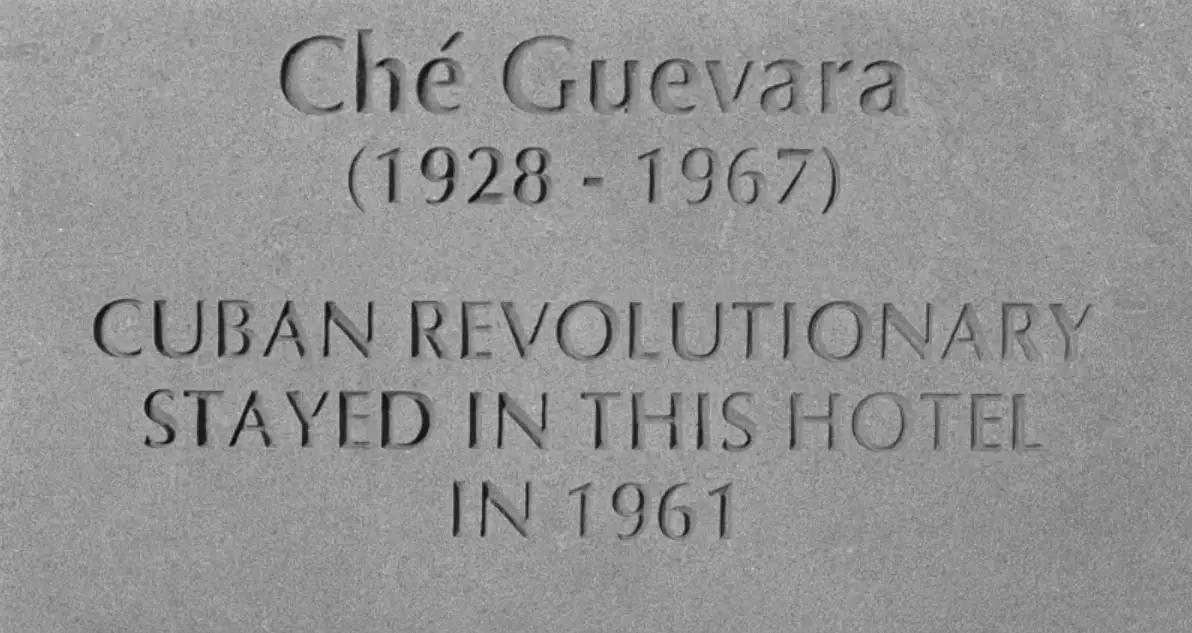 Ché Guevara
(1928 - 1967)
CUBAN REVOLUTIONARY
STAYED IN THIS HOTEL
IN 1961